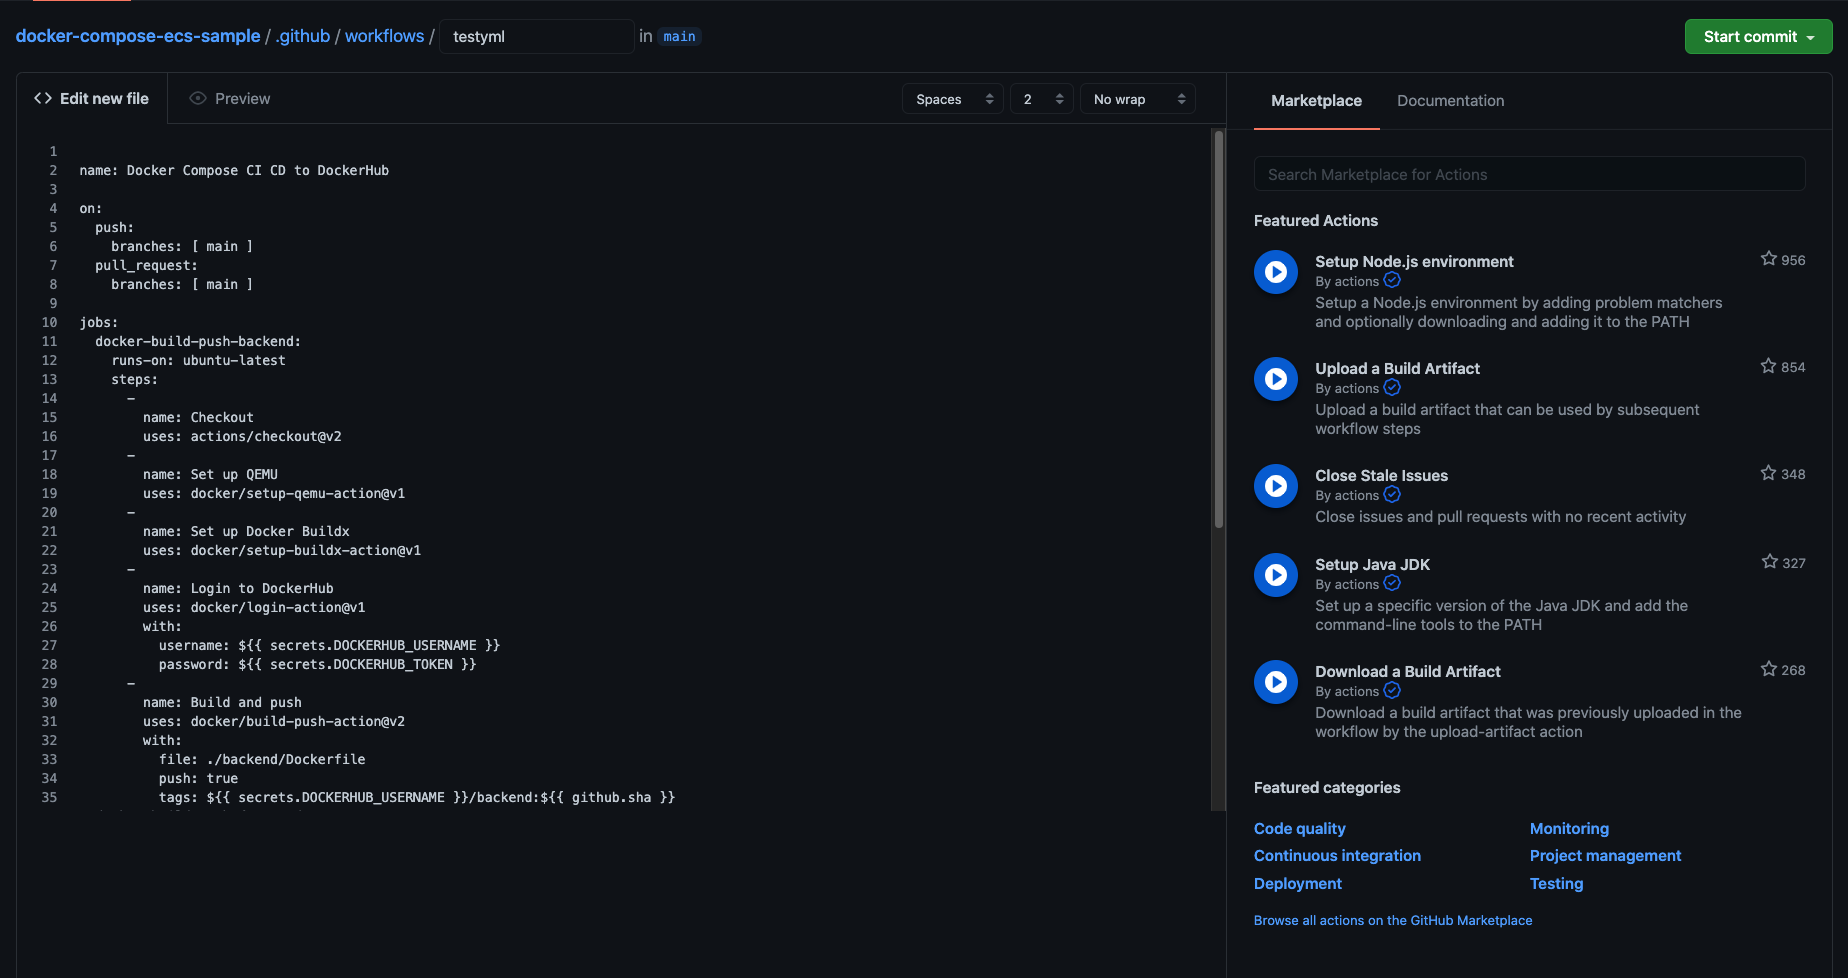 docker-compose-ecs-sample / .github / workflows / testyml in main
Start commit
Edit new file
Preview
Spaces
2
No wrap
1
2 name: Docker Compose CI CD to DockerHub
3
4 on:
5   push:
6     branches: [ main ]
7   pull_request:
8     branches: [ main ]
9
10 jobs:
11   docker-build-push-backend:
12     runs-on: ubuntu-latest
13     steps:
14       -
15         name: Checkout
16         uses: actions/checkout@v2
17       -
18         name: Set up QEMU
19         uses: docker/setup-qemu-action@v1
20       -
21         name: Set up Docker Buildx
22         uses: docker/setup-buildx-action@v1
23       -
24         name: Login to DockerHub
25         uses: docker/login-action@v1
26         with:
27           username: ${{ secrets.DOCKERHUB_USERNAME }}
28           password: ${{ secrets.DOCKERHUB_TOKEN }}
29       -
30         name: Build and push
31         uses: docker/build-push-action@v2
32         with:
33           file: ./backend/Dockerfile
34           push: true
35           tags: ${{ secrets.DOCKERHUB_USERNAME }}/backend:${{ github.sha }}
Marketplace
Documentation
Search Marketplace for Actions
Featured Actions
Setup Node.js environment
956
By actions
Setup a Node.js environment by adding problem matchers
and optionally downloading and adding it to the PATH
Upload a Build Artifact
854
By actions
Upload a build artifact that can be used by subsequent
workflow steps
Close Stale Issues
348
By actions
Close issues and pull requests with no recent activity
Setup Java JDK
327
By actions
Set up a specific version of the Java JDK and add the
command-line tools to the PATH
Download a Build Artifact
268
By actions
Download a build artifact that was previously uploaded in the
workflow by the upload-artifact action
Featured categories
Code quality
Monitoring
Continuous integration
Project management
Deployment
Testing
Browse all actions on the GitHub Marketplace